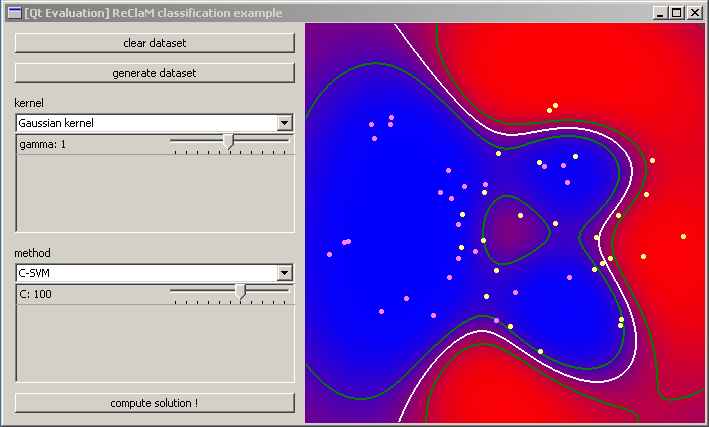 [Qt Evaluation] ReClaM classification example
clear dataset
generate dataset
kernel
Gaussian kernel
gamma: 1
method
C-SVM
C: 100
compute solution !